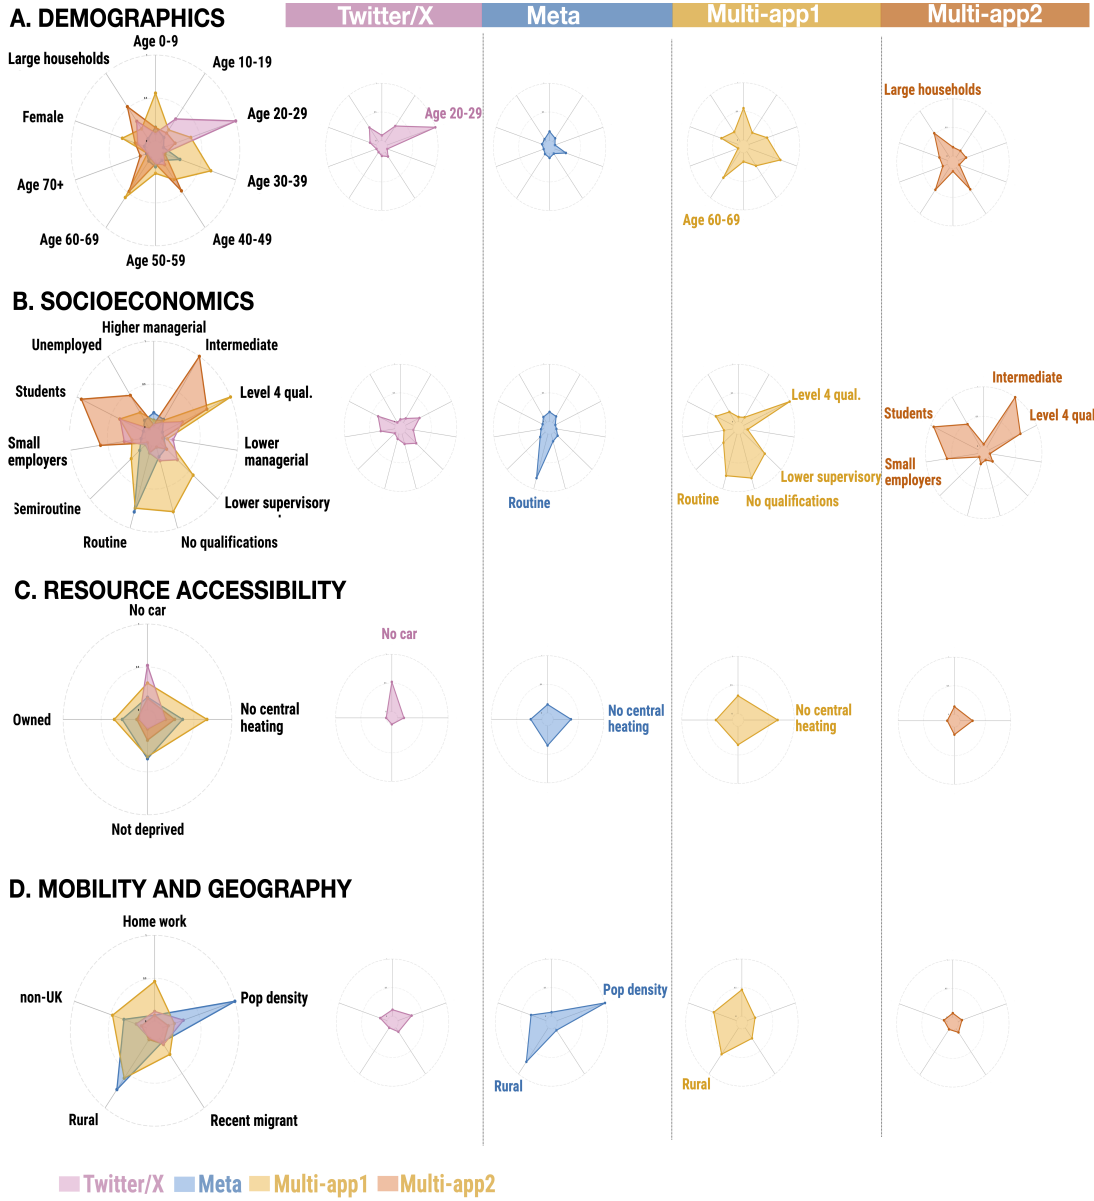 A. DEMOGRAPHICS
Twitter/X
Meta
Multi-app1
Multi-app2
Age 0-9
Large households
Age 10-19
Female
Age 20-29
Age 70+
Age 30-39
Age 60-69
Age 40-49
Age 50-59
Age 20-29
Age 60-69
Large households
B. SOCIOECONOMICS
Higher managerial
Unemployed
Intermediate
Students
Level 4 qual.
Small
employers
Lower
managerial
Semiroutine
Lower supervisory
Routine
No qualifications
Routine
Level 4 qual.
Lower supervisory
Routine
No qualifications
Intermediate
Students
Level 4 qual
Small
employers
C. RESOURCE ACCESSIBILITY
No car
Owned
No central
heating
Not deprived
No car
No central
heating
No central
heating
D. MOBILITY AND GEOGRAPHY
Home work
non-UK
Pop density
Rural
Recent migrant
Pop density
Rural
Rural
Twitter/X
Meta
Multi-app1
Multi-app2